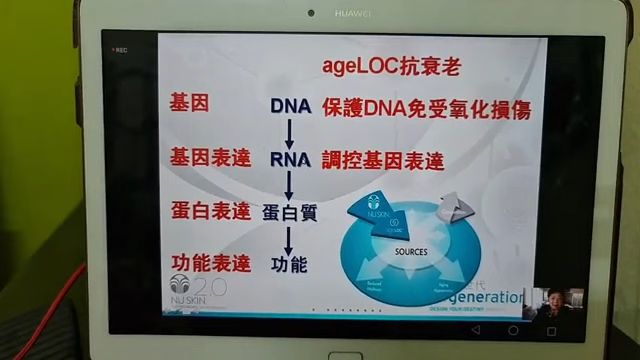 HUAWEI
REC
ageLOC抗衰老
基因 DNA 保護DNA免受氧化損傷
基因表達 RNA 調控基因表達
蛋白表達 蛋白質
功能表達 功能
NU SKIN
SOURCES
NU SKIN 2.0
代
generation
DESIGN YOUR DESTINY